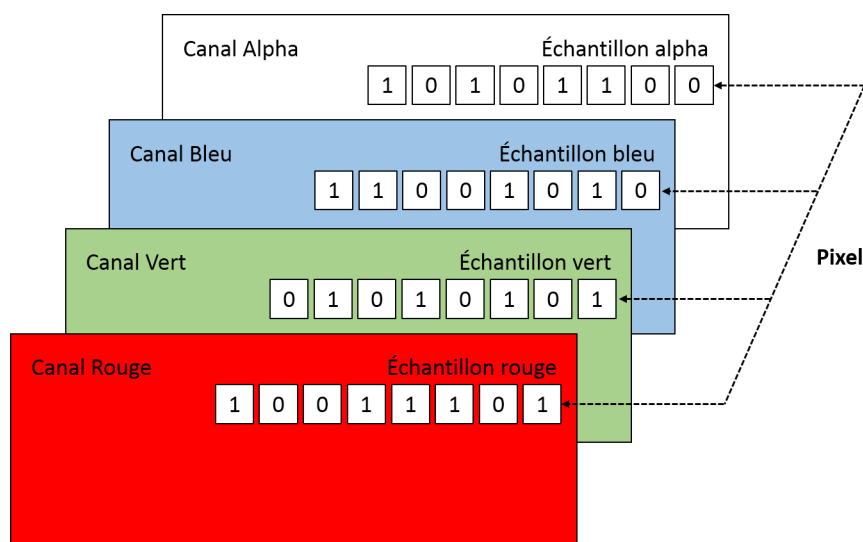 Canal Alpha Échantillon alpha
1 0 1 0 1 1 0 0
Canal Bleu Échantillon bleu
1 1 0 0 1 0 1 0
Pixel
Canal Vert Échantillon vert
0 1 0 1 0 1 0 1
Canal Rouge Échantillon rouge
1 0 0 1 1 1 0 1